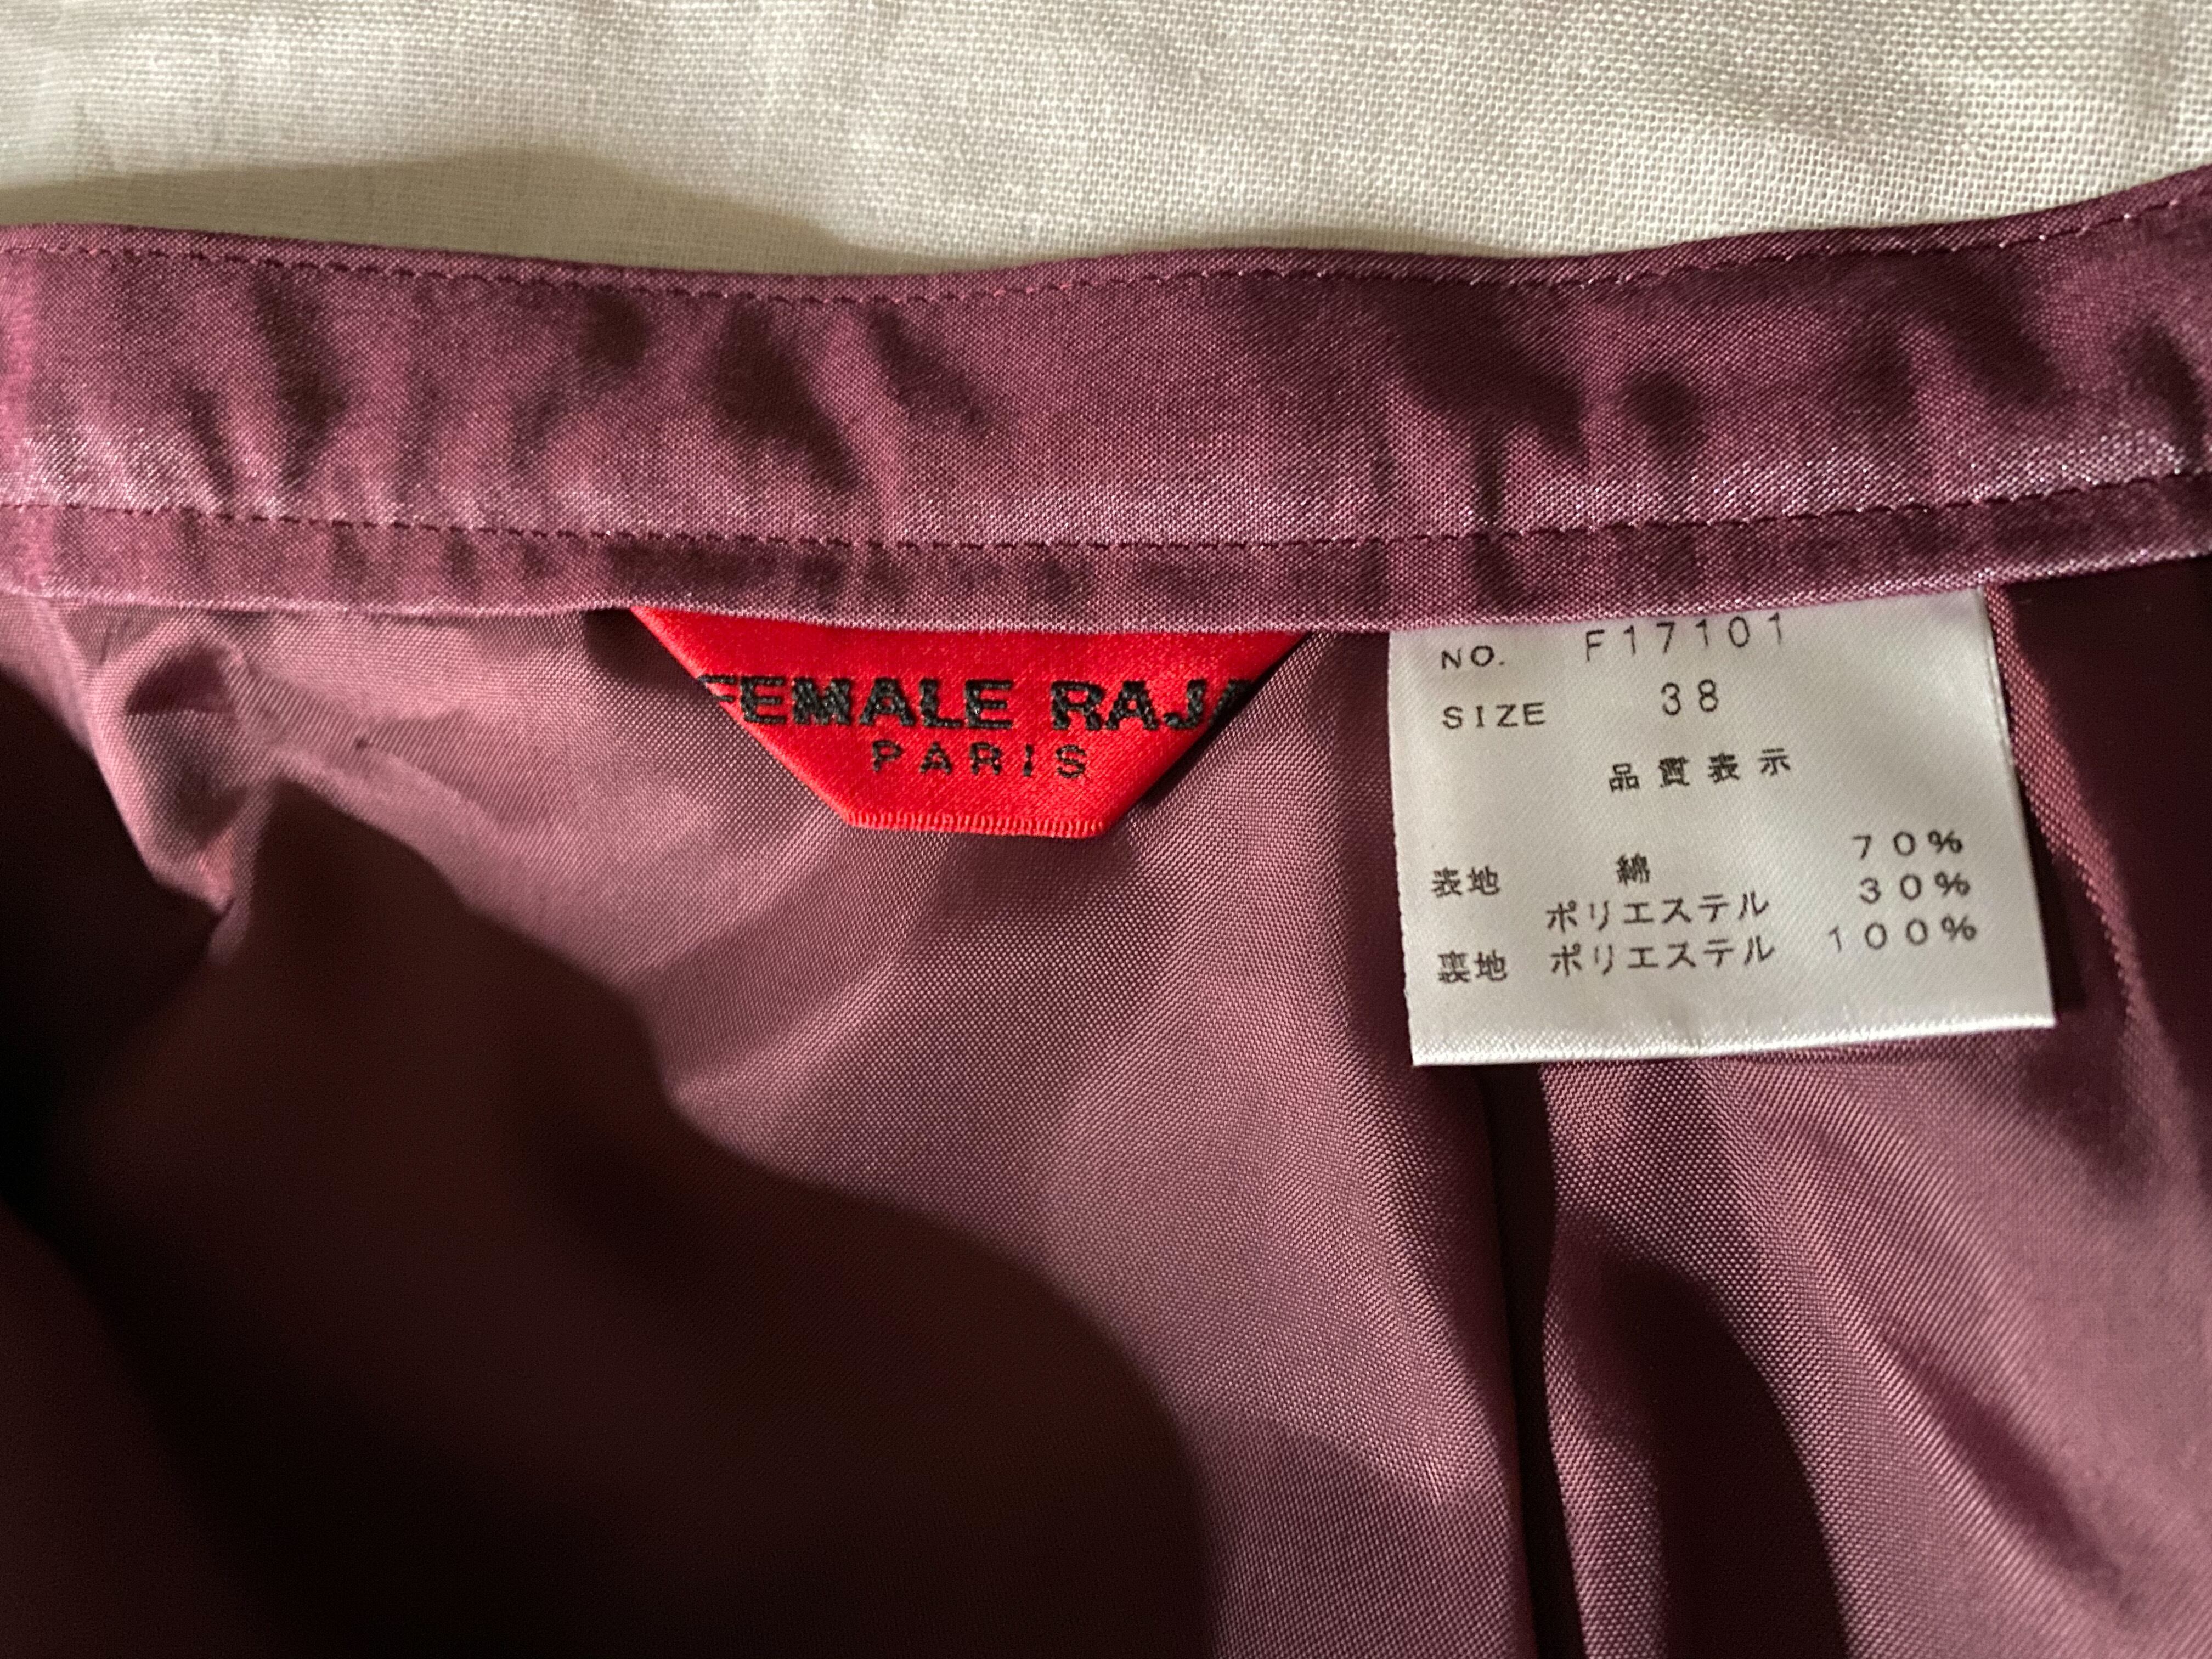 FEMALE RAJA
PARIS
NO. F17101
SIZE 38
品質表示
表地 綿 70%
ポリエステル 30%
裏地 ポリエステル 100%